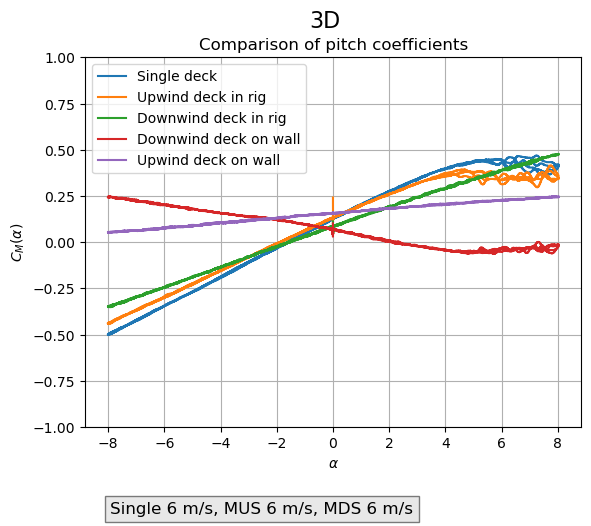 3D
Comparison of pitch coefficients
1.00
0.75
0.50
0.25
0.00
−0.25
−0.50
−0.75
−1.00
C_M(α)
Single deck
Upwind deck in rig
Downwind deck in rig
Downwind deck on wall
Upwind deck on wall
−8 −6 −4 −2 0 2 4 6 8
α
Single 6 m/s, MUS 6 m/s, MDS 6 m/s